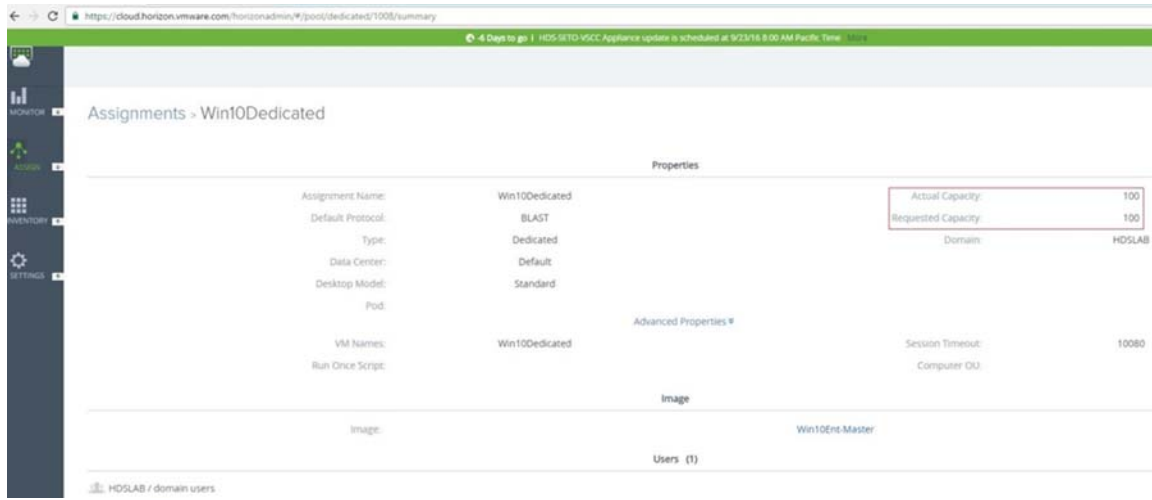 https://cloud.horizon.vmware.com/horizonadmin/#/pool/dedicated/1008/summary
-6 Days to go | HDS-SETO-VSCC Appliance update is scheduled at 9/23/16 8:00 AM Pacific Time More
MONITOR
ASSIGN
INVENTORY
SETTINGS
Assignments > Win10Dedicated
Properties
Assignment Name: Win10Dedicated Actual Capacity: 100
Default Protocol: BLAST Requested Capacity: 100
Type: Dedicated Domain: HDSLAB
Data Center: Default
Desktop Model: Standard
Pod:
Advanced Properties
VM Names: Win10Dedicated Session Timeout: 10080
Run Once Script: Computer OU:
Image
Image: Win10Ent-Master
Users (1)
HDSLAB / domain users